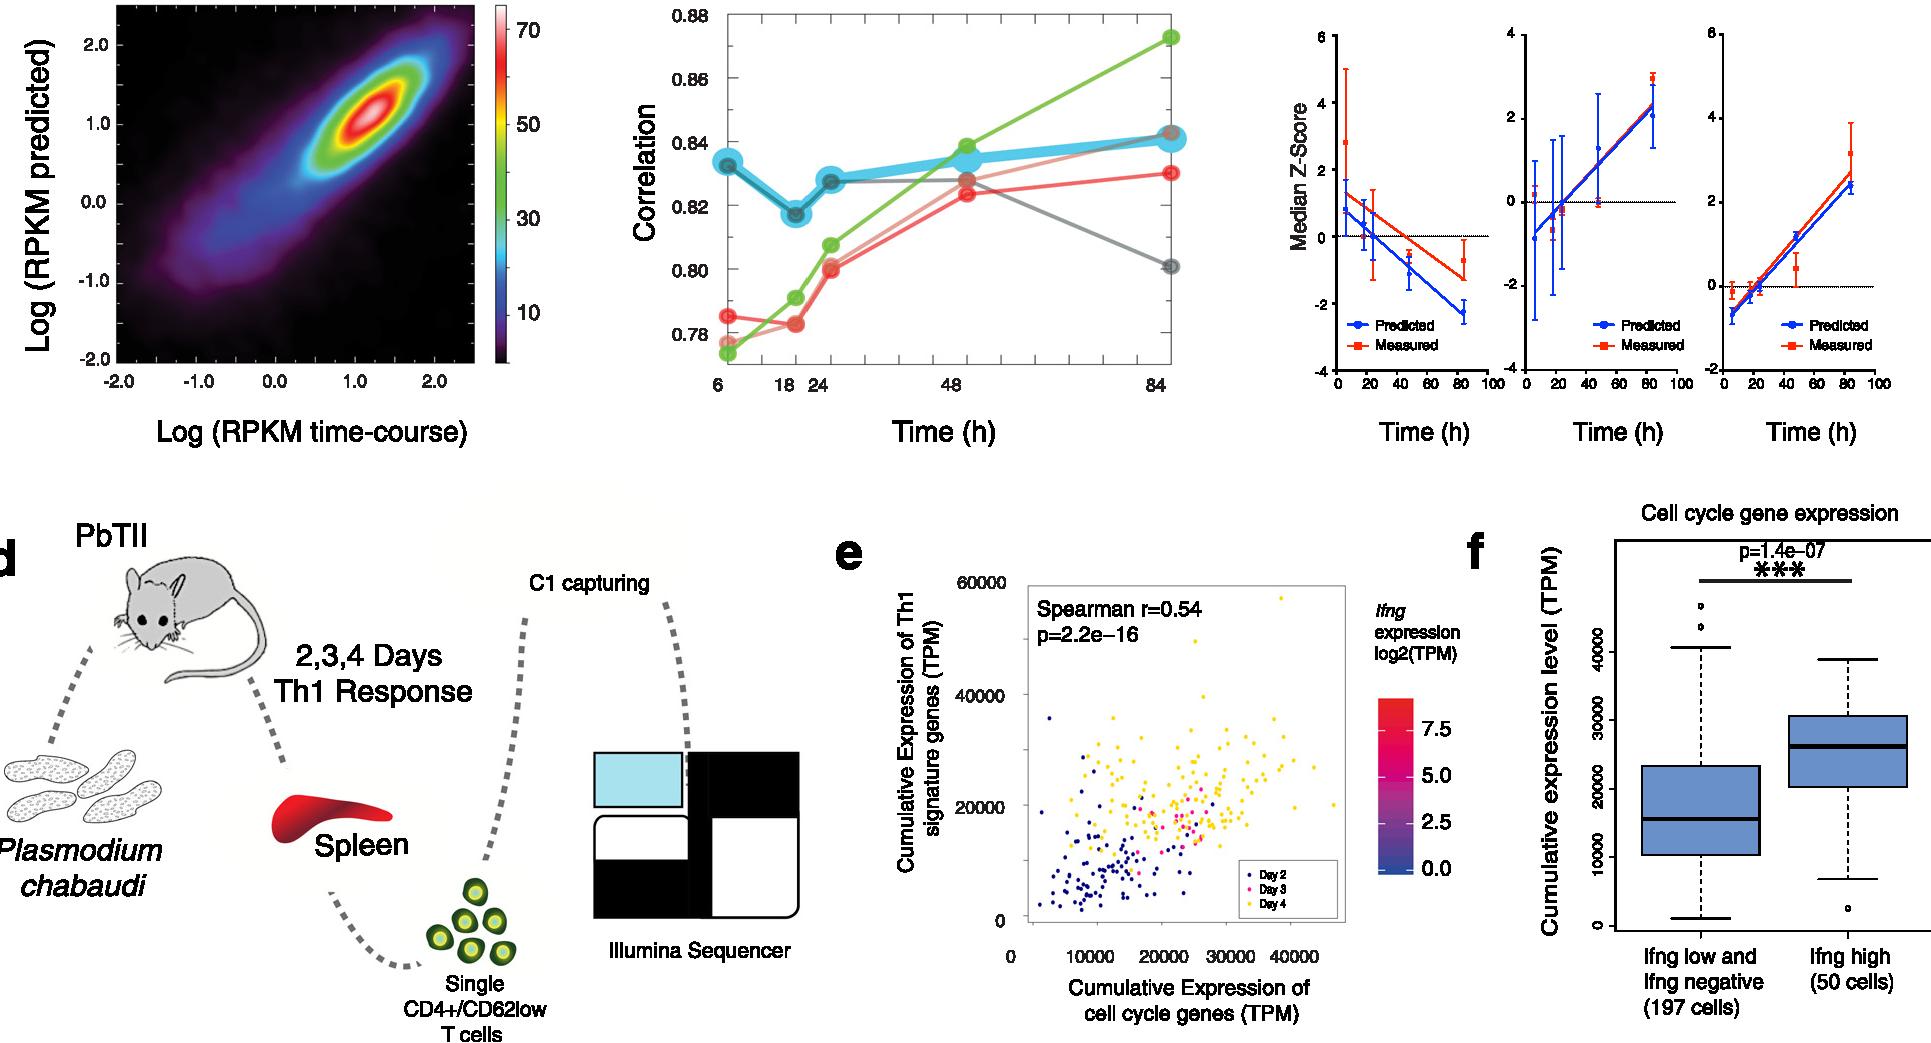 2.0
1.0
0.0
-1.0
-2.0
-2.0 -1.0 0.0 1.0 2.0
Log (RPKM predicted)
Log (RPKM time-course)
70
50
30
10
0.88
0.86
0.84
0.82
0.80
0.78
Correlation
6 18 24 48 84
Time (h)
Median Z-Score
6
4
2
0
-2
-4
0 20 40 60 80 100
Predicted
Measured
Time (h)
4
2
0
-2
-4
0 20 40 60 80 100
Predicted
Measured
Time (h)
6
4
2
0
-2
0 20 40 60 80 100
Predicted
Measured
Time (h)
d
PbTII
2,3,4 Days
Th1 Response
C1 capturing
Plasmodium
chabaudi
Spleen
Single
CD4+/CD62low
T cells
Illumina Sequencer
e
Cumulative Expression of Th1
signature genes (TPM)
60000
40000
20000
0
Spearman r=0.54
p=2.2e−16
Day 2
Day 3
Day 4
0 10000 20000 30000 40000
Cumulative Expression of
cell cycle genes (TPM)
Ifng
expression
log2(TPM)
7.5
5.0
2.5
0.0
f
Cell cycle gene expression
p=1.4e−07
***
Cumulative expression level (TPM)
40000
30000
20000
10000
0
Ifng low and
Ifng negative
(197 cells)
Ifng high
(50 cells)